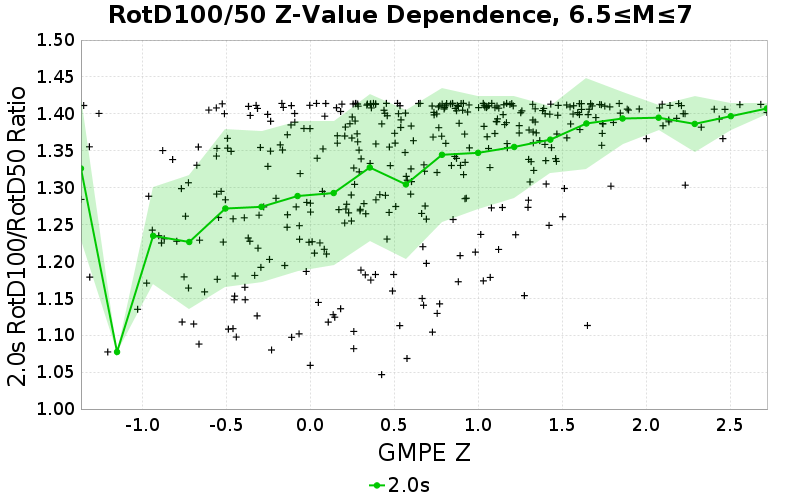 RotD100/50 Z-Value Dependence, 6.5≤M≤7
2.0s RotD100/RotD50 Ratio
1.50
1.45
1.40
1.35
1.30
1.25
1.20
1.15
1.10
1.05
1.00
-1.0 -0.5 0.0 0.5 1.0 1.5 2.0 2.5
GMPE Z
2.0s